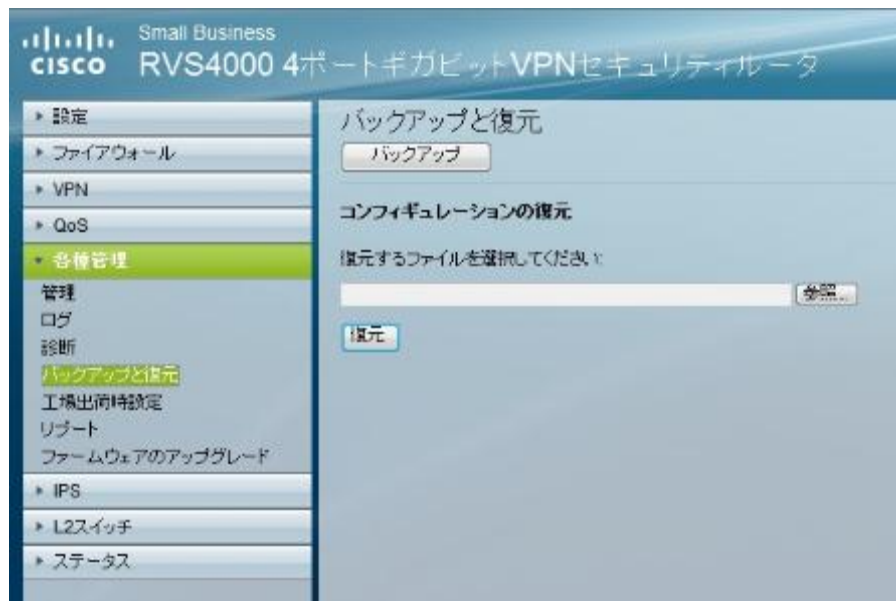 Small Business
CISCO RVS4000 4ポートギガビットVPNセキュリティルータ
設定
ファイアウォール
VPN
QoS
各種管理
管理
ログ
診断
バックアップと復元
工場出荷時設定
リブート
ファームウェアのアップグレード
IPS
L2スイッチ
ステータス
バックアップと復元
バックアップ
コンフィギュレーションの復元
復元するファイルを選択してください:
参照...
復元